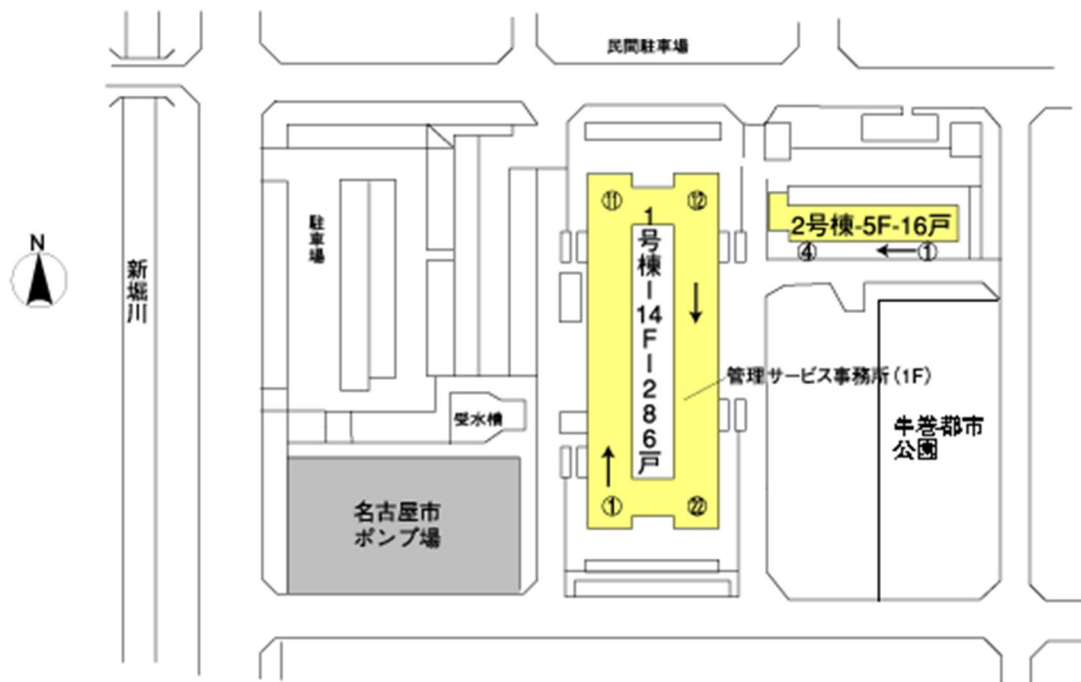 民間駐車場
N
新堀川
駐車場
⑪
⑫
1号棟-14F-286戸
2号棟-5F-16戸
④
①
管理サービス事務所(1F)
受水槽
牛巻都市
公園
名古屋市
ポンプ場
①
㉒